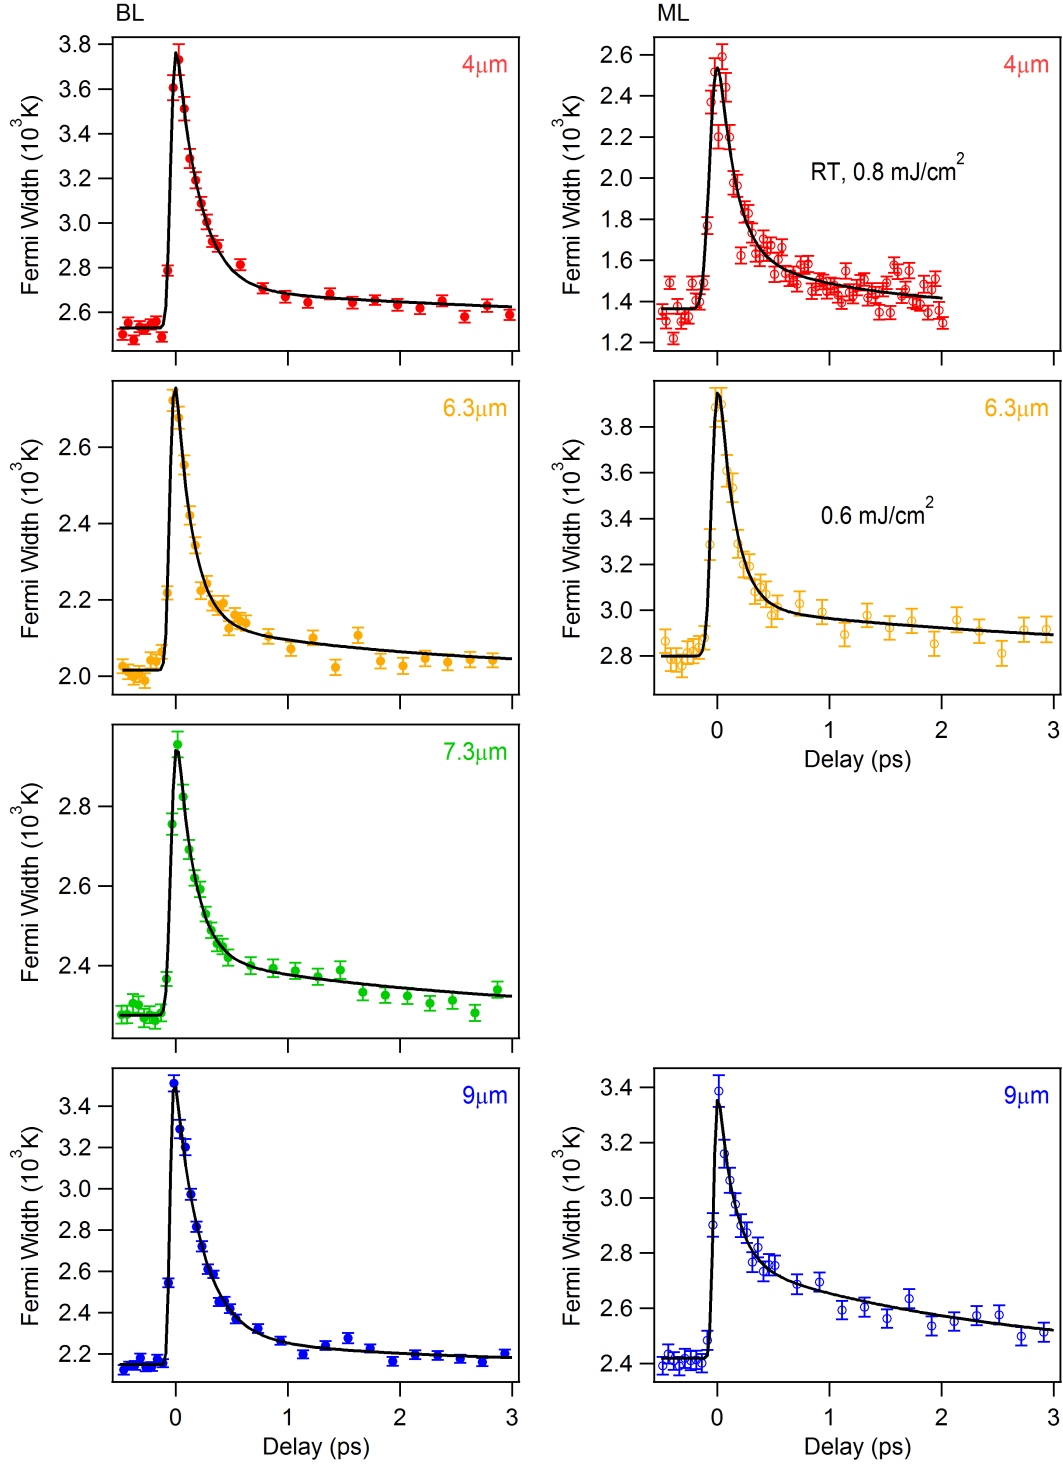 BL
ML
Fermi Width (10³K)
3.8
3.6
3.4
3.2
3.0
2.8
2.6
4μm
Fermi Width (10³K)
2.6
2.4
2.2
2.0
1.8
1.6
1.4
1.2
4μm
RT, 0.8 mJ/cm²
Fermi Width (10³K)
2.6
2.4
2.2
2.0
6.3μm
Fermi Width (10³K)
3.8
3.6
3.4
3.2
3.0
2.8
6.3μm
0.6 mJ/cm²
0 1 2 3
Delay (ps)
Fermi Width (10³K)
2.8
2.6
2.4
7.3μm
Fermi Width (10³K)
3.4
3.2
3.0
2.8
2.6
2.4
2.2
9μm
0 1 2 3
Delay (ps)
Fermi Width (10³K)
3.4
3.2
3.0
2.8
2.6
2.4
9μm
0 1 2 3
Delay (ps)